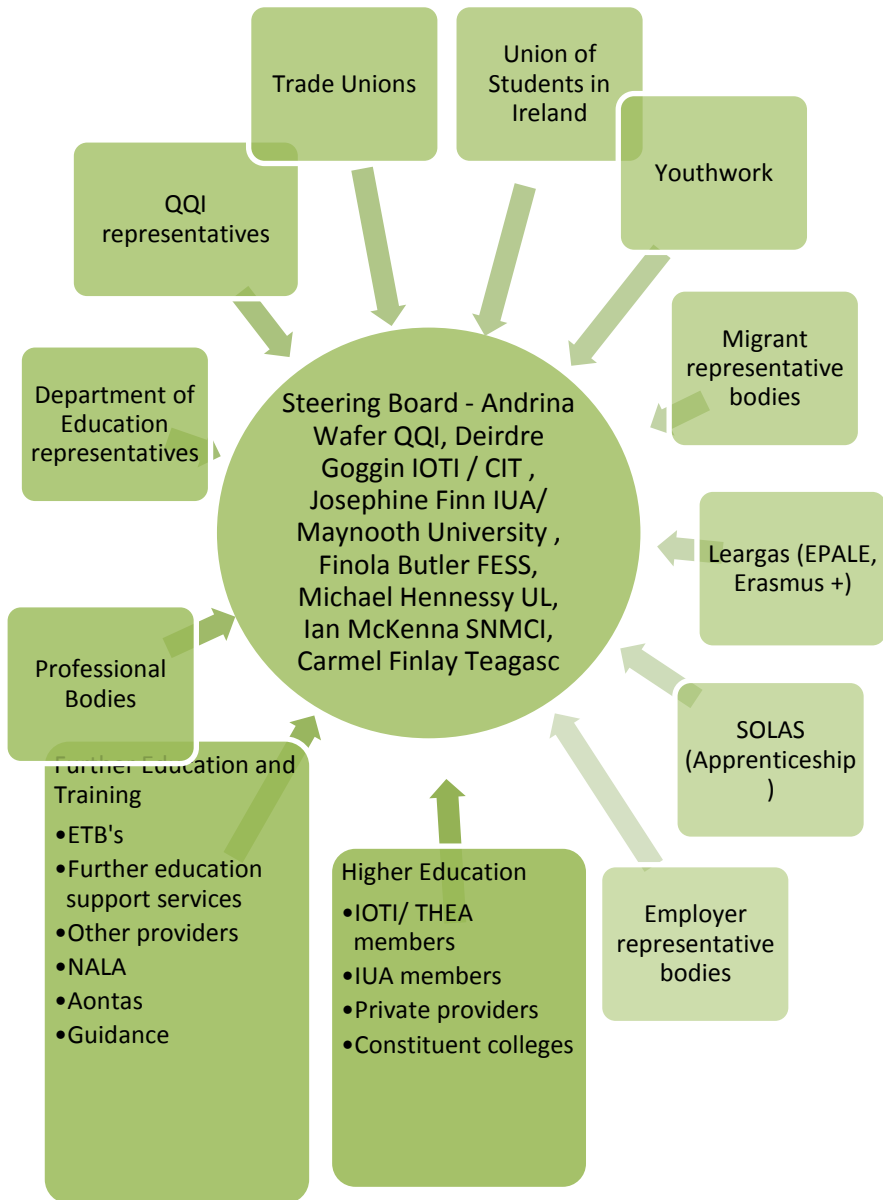 Trade Unions
Union of
Students in
Ireland
Youthwork
QQI
representatives
Migrant
representative
bodies
Department of
Education
representatives
Steering Board - Andrina
Wafer QQI, Deirdre
Goggin IOTI / CIT ,
Josephine Finn IUA/
Maynooth University ,
Finola Butler FESS,
Michael Hennessy UL,
Ian McKenna SNMCI,
Carmel Finlay Teagasc
Leargas (EPALE,
Erasmus +)
Professional
Bodies
SOLAS
(Apprenticeship
)
Further Education and
Training
•ETB's
•Further education
support services
•Other providers
•NALA
•Aontas
•Guidance
Higher Education
•IOTI/ THEA
members
•IUA members
•Private providers
•Constituent colleges
Employer
representative
bodies